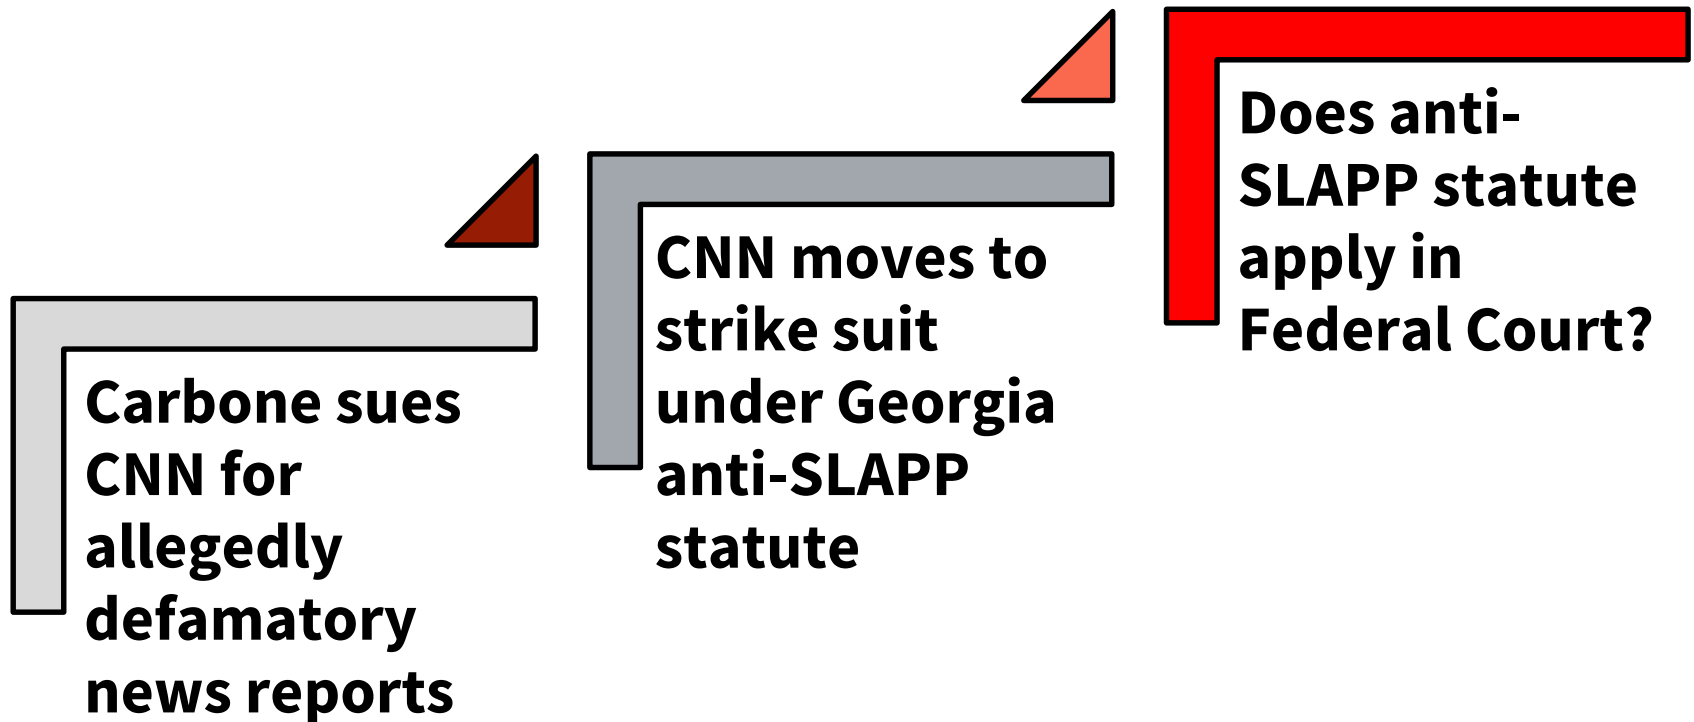 Carbone sues
CNN for
allegedly
defamatory
news reports
CNN moves to
strike suit
under Georgia
anti-SLAPP
statute
Does anti-
SLAPP statute
apply in
Federal Court?